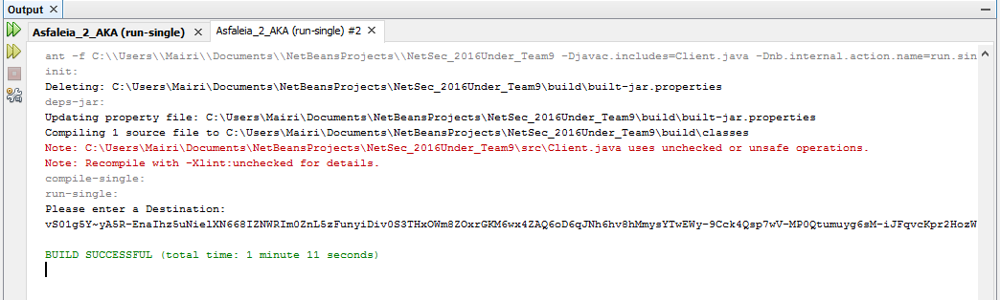 Output
Asfaleia_2_AKA (run-single)
Asfaleia_2_AKA (run-single) #2
ant -f C:\\Users\\Mairi\\Documents\\NetBeansProjects\\NetSec_2016Under_Team9 -Djavac.includes=Client.java -Dnb.internal.action.name=run.sin
init:
Deleting: C:\Users\Mairi\Documents\NetBeansProjects\NetSec_2016Under_Team9\build\built-jar.properties
deps-jar:
Updating property file: C:\Users\Mairi\Documents\NetBeansProjects\NetSec_2016Under_Team9\build\built-jar.properties
Compiling 1 source file to C:\Users\Mairi\Documents\NetBeansProjects\NetSec_2016Under_Team9\build\classes
Note: C:\Users\Mairi\Documents\NetBeansProjects\NetSec_2016Under_Team9\src\Client.java uses unchecked or unsafe operations.
Note: Recompile with -Xlint:unchecked for details.
compile-single:
run-single:
Please enter a Destination:
vS01g5Y~yA5R-EnaIhz5uNielXN668IZNWRIm0ZnL5zFunyiDiv0S3THxOWm8ZOxrGKM6wx4ZAQ6oD6qJNh6hv8hMmysYTwEWy-9Cck4Qsp7wV-MP0Qtumuyg6sM-iJFqvcKpr2HozW
BUILD SUCCESSFUL (total time: 1 minute 11 seconds)